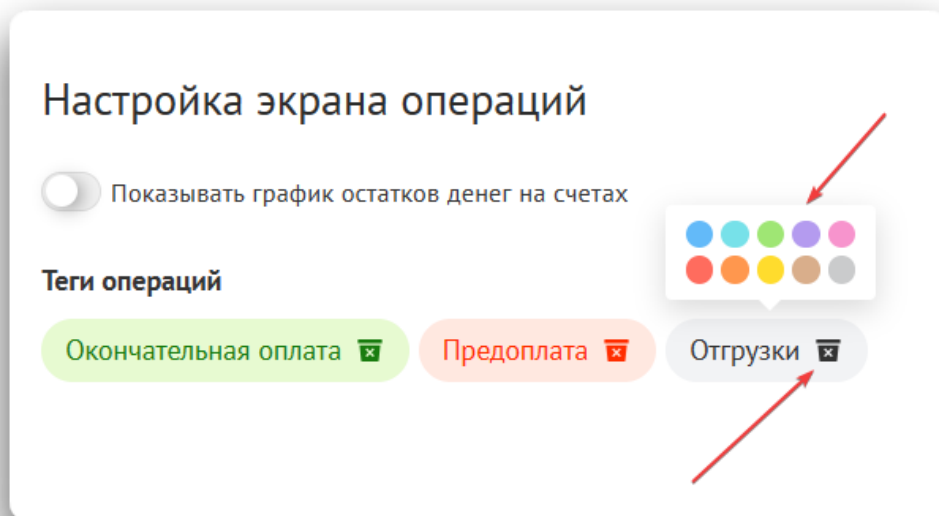 Настройка экрана операций
Показывать график остатков денег на счетах
Теги операций
Окончательная оплата Предоплата Отгрузки